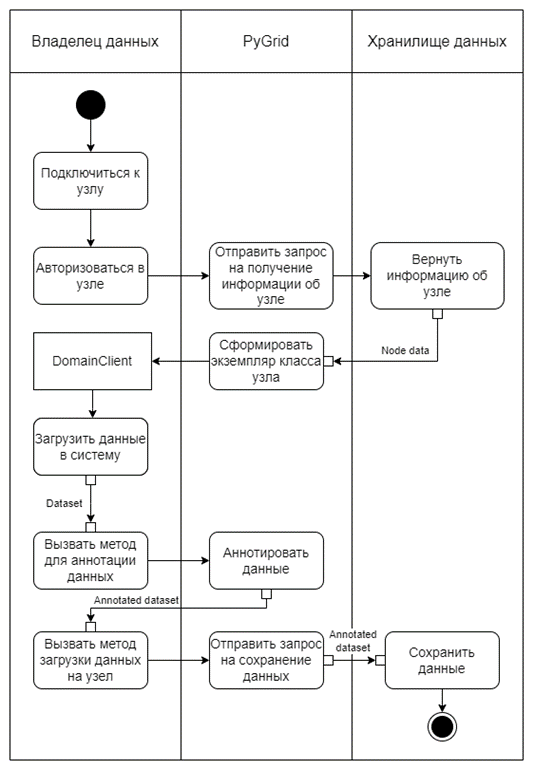 Владелец данных
PyGrid
Хранилище данных
Подключиться к
узлу
Авторизоваться в
узле
Отправить запрос
на получение
информации об
узле
Вернуть
информацию об
узле
Node data
Сформировать
экземпляр класса
узла
DomainClient
Загрузить данные
в систему
Dataset
Вызвать метод
для аннотации
данных
Аннотировать
данные
Annotated dataset
Вызвать метод
загрузки данных
на узел
Отправить запрос
на сохранение
данных
Annotated
dataset
Сохранить
данные